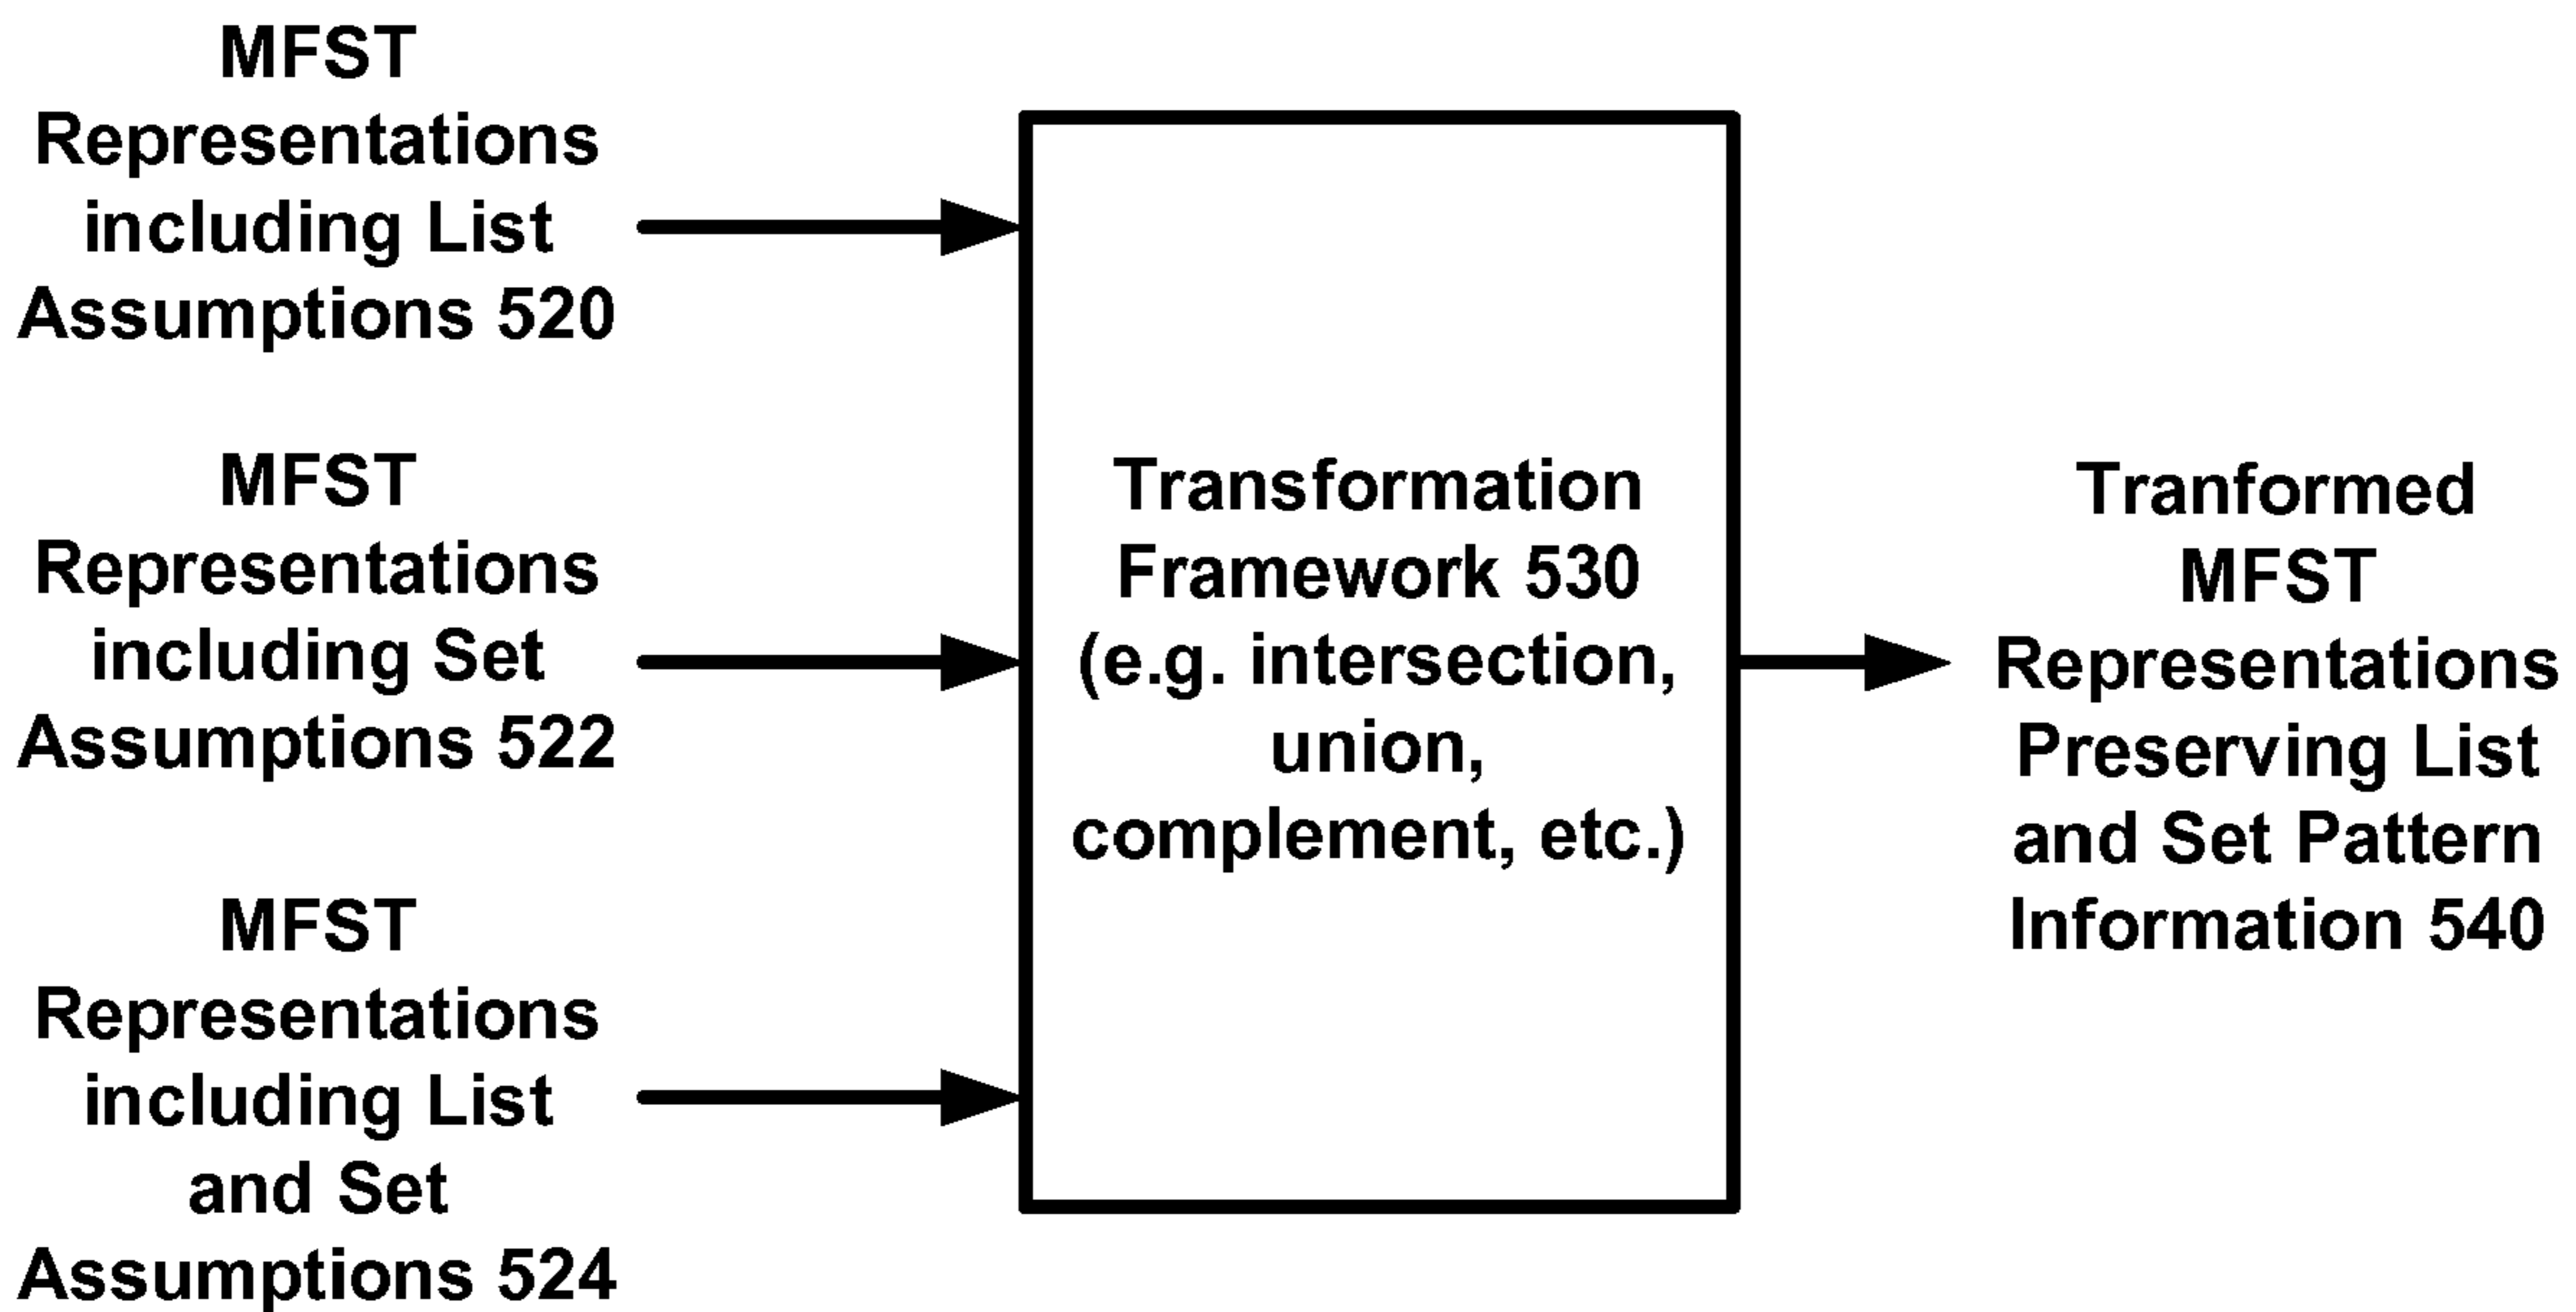 MFST
Representations
including List
Assumptions 520
MFST
Representations
including Set
Assumptions 522
MFST
Representations
including List
and Set
Assumptions 524
Transformation
Framework 530
(e.g. intersection,
union,
complement, etc.)
Tranformed
MFST
Representations
Preserving List
and Set Pattern
Information 540